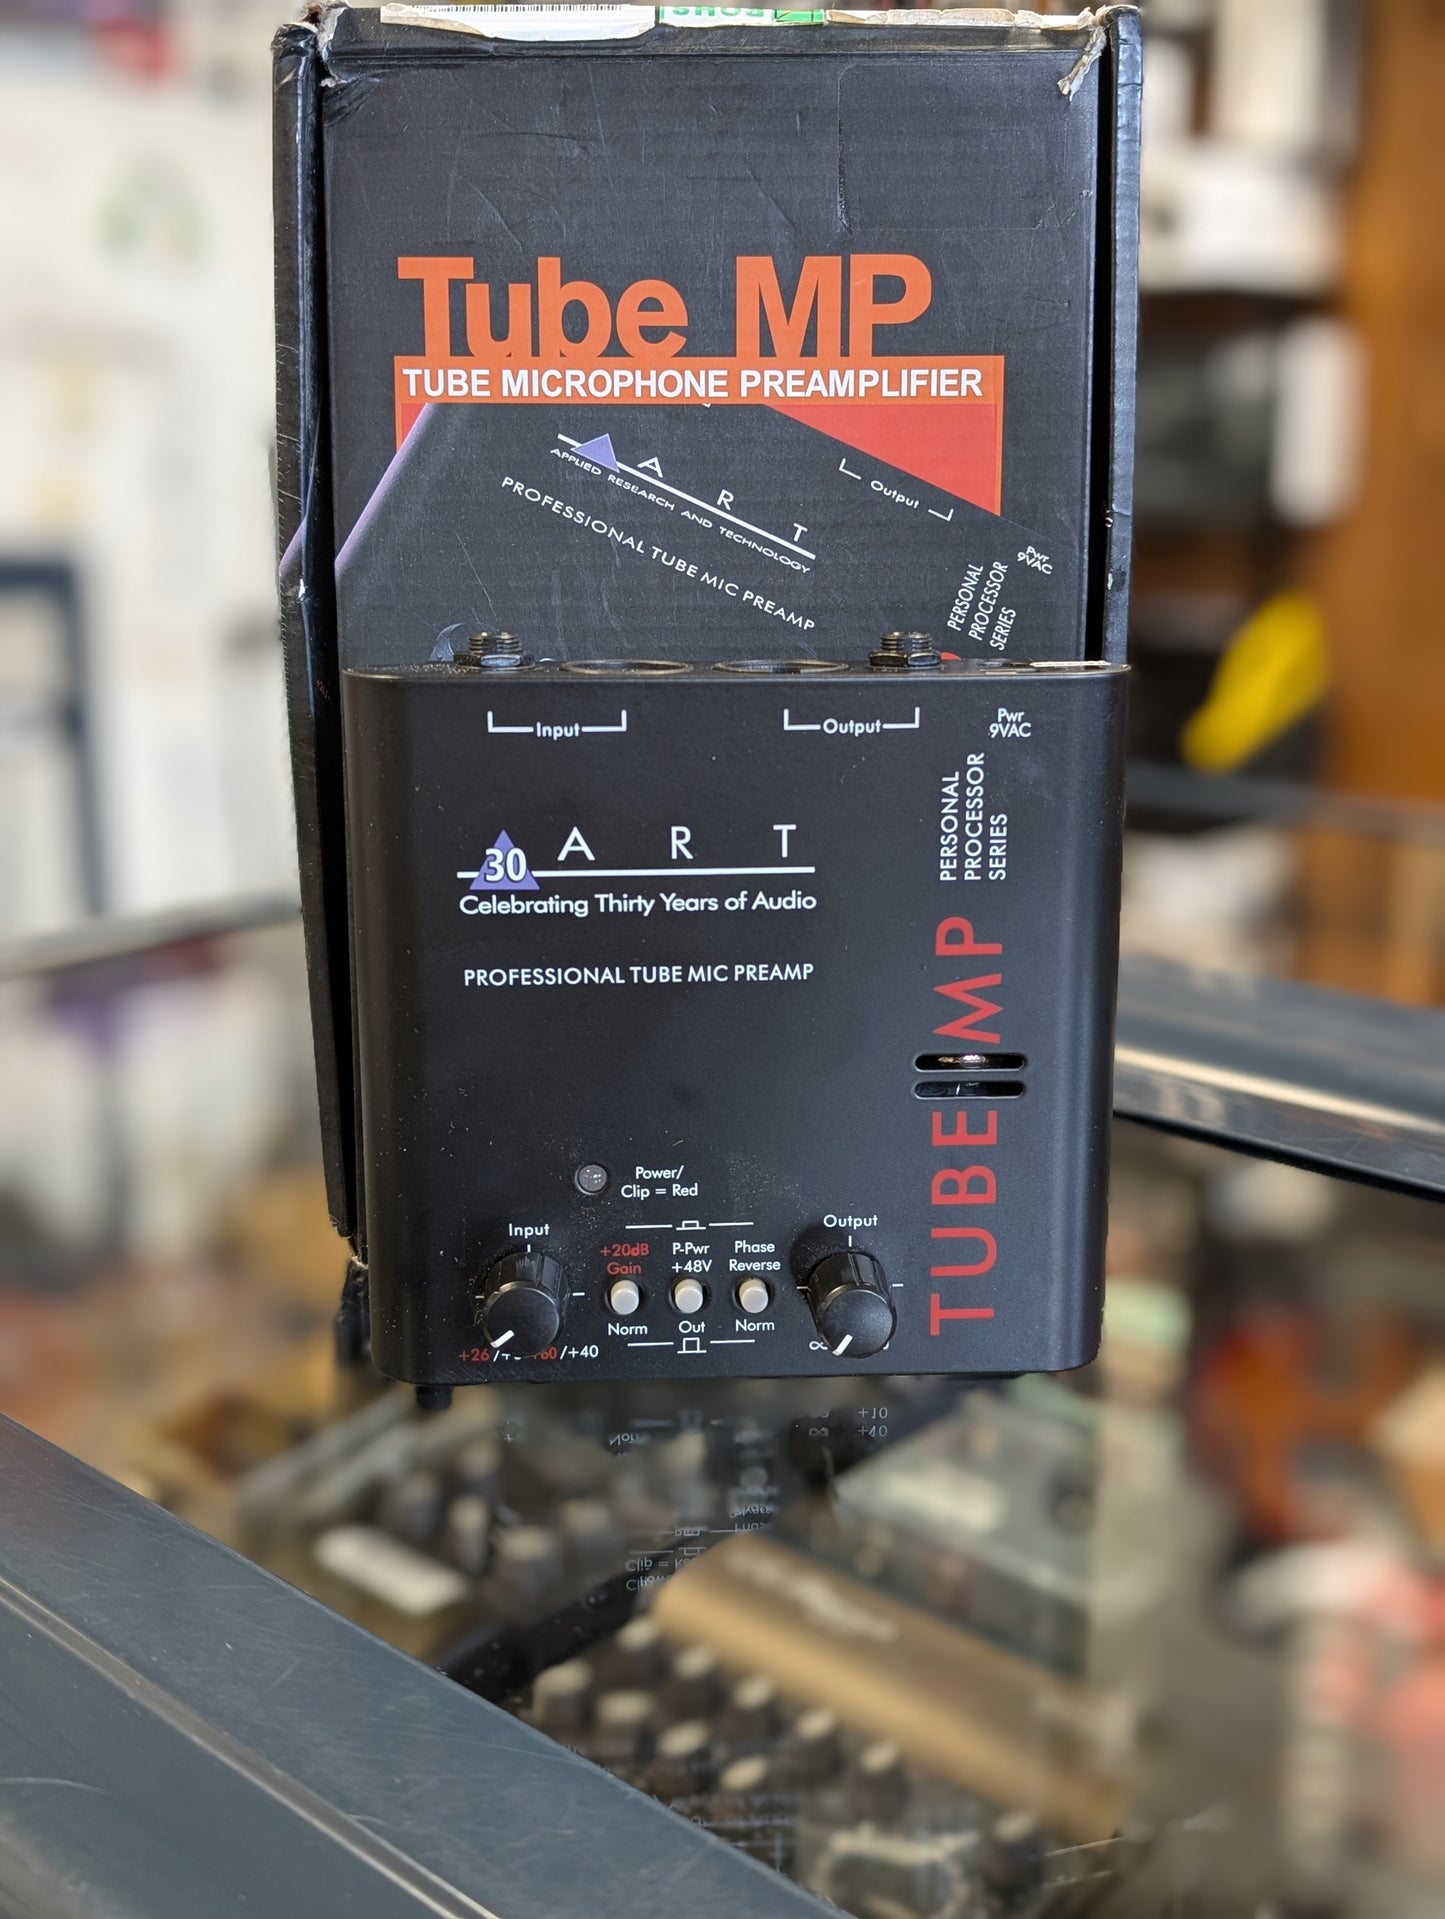 ROHS
Tube MP
TUBE MICROPHONE PREAMPLIFIER
A R T
APPLIED RESEARCH AND TECHNOLOGY
PROFESSIONAL TUBE MIC PREAMP
Output
Pwr
9VAC
PERSONAL
PROCESSOR
SERIES
Input
Output
Pwr
9VAC
PERSONAL
PROCESSOR
SERIES
30 A R T
Celebrating Thirty Years of Audio
PROFESSIONAL TUBE MIC PREAMP
TUBE MP
Power/
Clip = Red
Input
+20dB
Gain
P-Pwr
+48V
Phase
Reverse
Output
Norm
Out
Norm
+26
+60/+40
∞